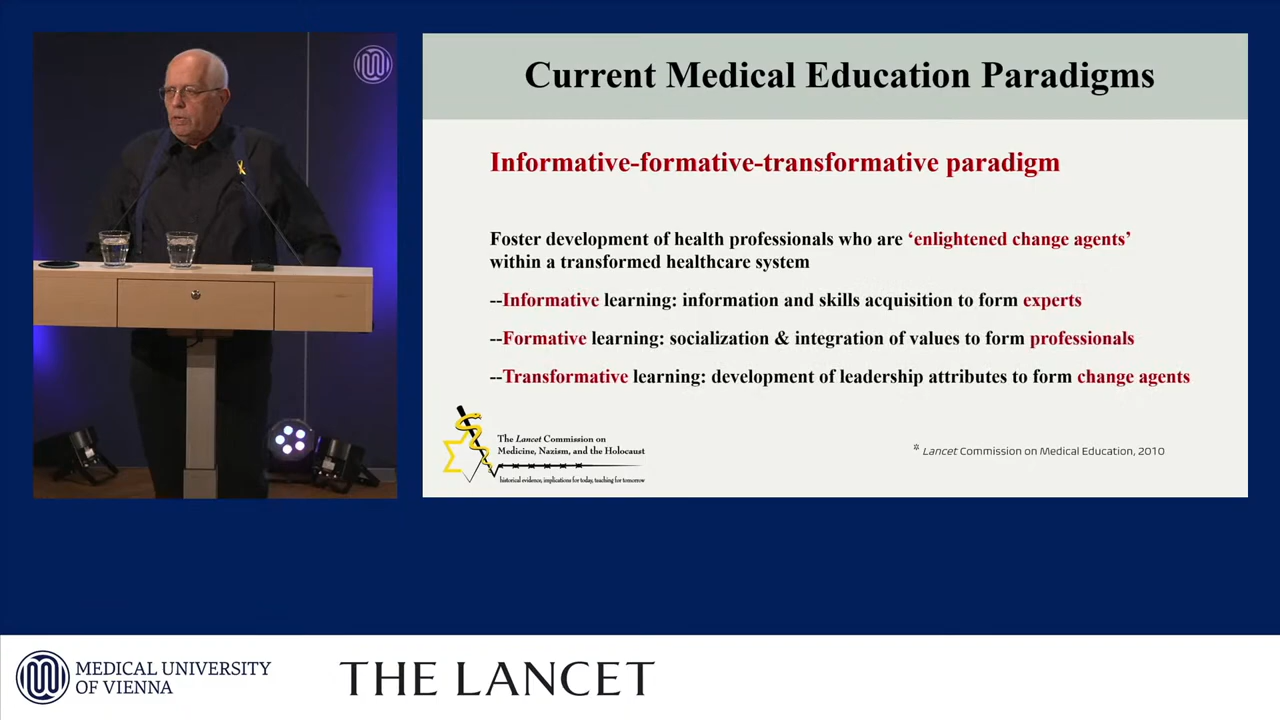 Current Medical Education Paradigms
Informative-formative-transformative paradigm
Foster development of health professionals who are ‘enlightened change agents’
within a transformed healthcare system
--Informative learning: information and skills acquisition to form experts
--Formative learning: socialization & integration of values to form professionals
--Transformative learning: development of leadership attributes to form change agents
The Lancet Commission on
Medicine, Nazism, and the Holocaust
historical evidence, implications for today, teaching for tomorrow
* Lancet Commission on Medical Education, 2010
MEDICAL UNIVERSITY
OF VIENNA
THE LANCET